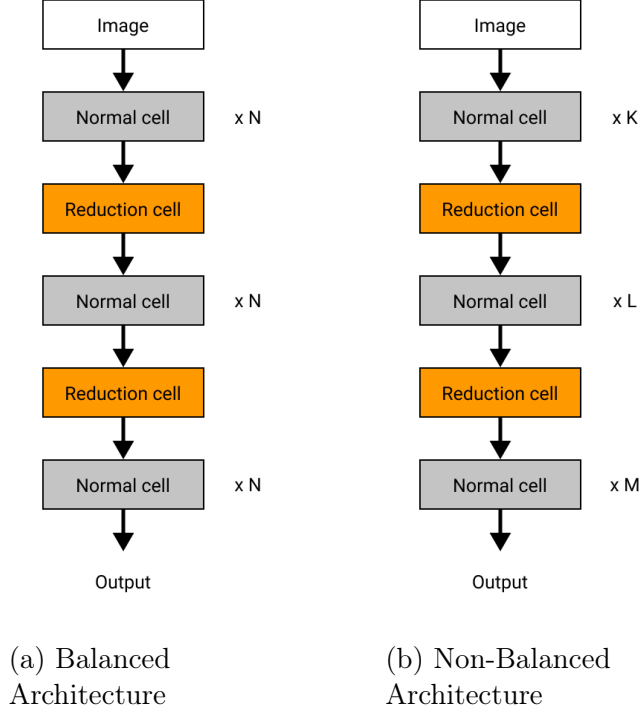 Image
Normal cell x N
Reduction cell
Normal cell x N
Reduction cell
Normal cell x N
Output
(a) Balanced
Architecture
Image
Normal cell x K
Reduction cell
Normal cell x L
Reduction cell
Normal cell x M
Output
(b) Non-Balanced
Architecture